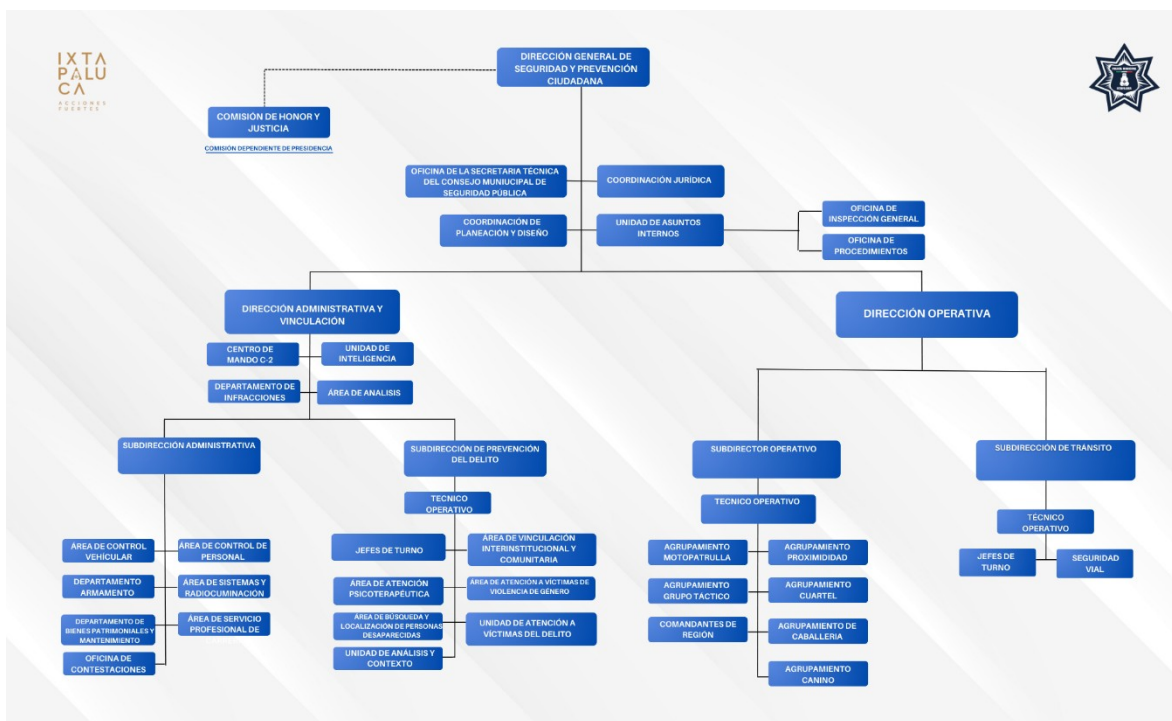 IXTA
PALU
CA
ACCIONES
FUERTES
DIRECCIÓN GENERAL DE
SEGURIDAD Y PREVENCIÓN
CIUDADANA
COMISIÓN DE HONOR Y
JUSTICIA
COMISIÓN DEPENDIENTE DE PRESIDENCIA
OFICINA DE LA SECRETARIA TÉCNICA
DEL CONSEJO MUNIUCIPAL DE
SEGURIDAD PÚBLICA
COORDINACIÓN JURÍDICA
COORDINACIÓN DE
PLANEACIÓN Y DISEÑO
UNIDAD DE ASUNTOS
INTERNOS
OFICINA DE
INSPECCIÓN GENERAL
OFICINA DE
PROCEDIMIENTOS
DIRECCIÓN ADMINISTRATIVA Y
VINCULACIÓN
DIRECCIÓN OPERATIVA
CENTRO DE
MANDO C-2
UNIDAD DE
INTELIGENCIA
DEPARTAMENTO DE
INFRACCIONES
ÁREA DE ANALISIS
SUBDIRECCIÓN ADMINISTRATIVA
SUBDIRECCIÓN DE PREVENCIÓN
DEL DELITO
SUBDIRECTOR OPERATIVO
SUBDIRECCIÓN DE TRÁNSITO
ÁREA DE CONTROL
VEHÍCULAR
ÁREA DE CONTROL DE
PERSONAL
DEPARTAMENTO
ARMAMENTO
ÁREA DE SISTEMAS Y
RADIOCUMINACIÓN
DEPARTAMENTO DE
BIENES PATRIMONIALES Y
MANTENIMIENTO
ÁREA DE SERVICIO
PROFESIONAL DE
OFICINA DE
CONTESTACIONES
TECNICO
OPERATIVO
JEFES DE TURNO
ÁREA DE VINCULACIÓN
INTERINSTITUCIONAL Y
COMUNITARIA
ÁREA DE ATENCIÓN
PSICOTERAPÉUTICA
ÁREA DE ATENCIÓN A VÍCTIMAS DE
VIOLENCIA DE GÉNERO
ÁREA DE BÚSQUEDA Y
LOCALIZACIÓN DE PERSONAS
DESAPARECIDAS
UNIDAD DE ATENCIÓN A
VÍCTIMAS DEL DELITO
UNIDAD DE ANÁLISIS Y
CONTEXTO
TECNICO OPERATIVO
AGRUPAMIENTO
MOTOPATRULLA
AGRUPAMIENTO
PROXIMIDIDAD
AGRUPAMIENTO
GRUPO TÁCTICO
AGRUPAMIENTO
CUARTEL
COMANDANTES DE
REGIÓN
AGRUPAMIENTO DE
CABALLERIA
AGRUPAMIENTO
CANINO
TÉCNICO
OPERATIVO
JEFES DE
TURNO
SEGURIDAD
VIAL